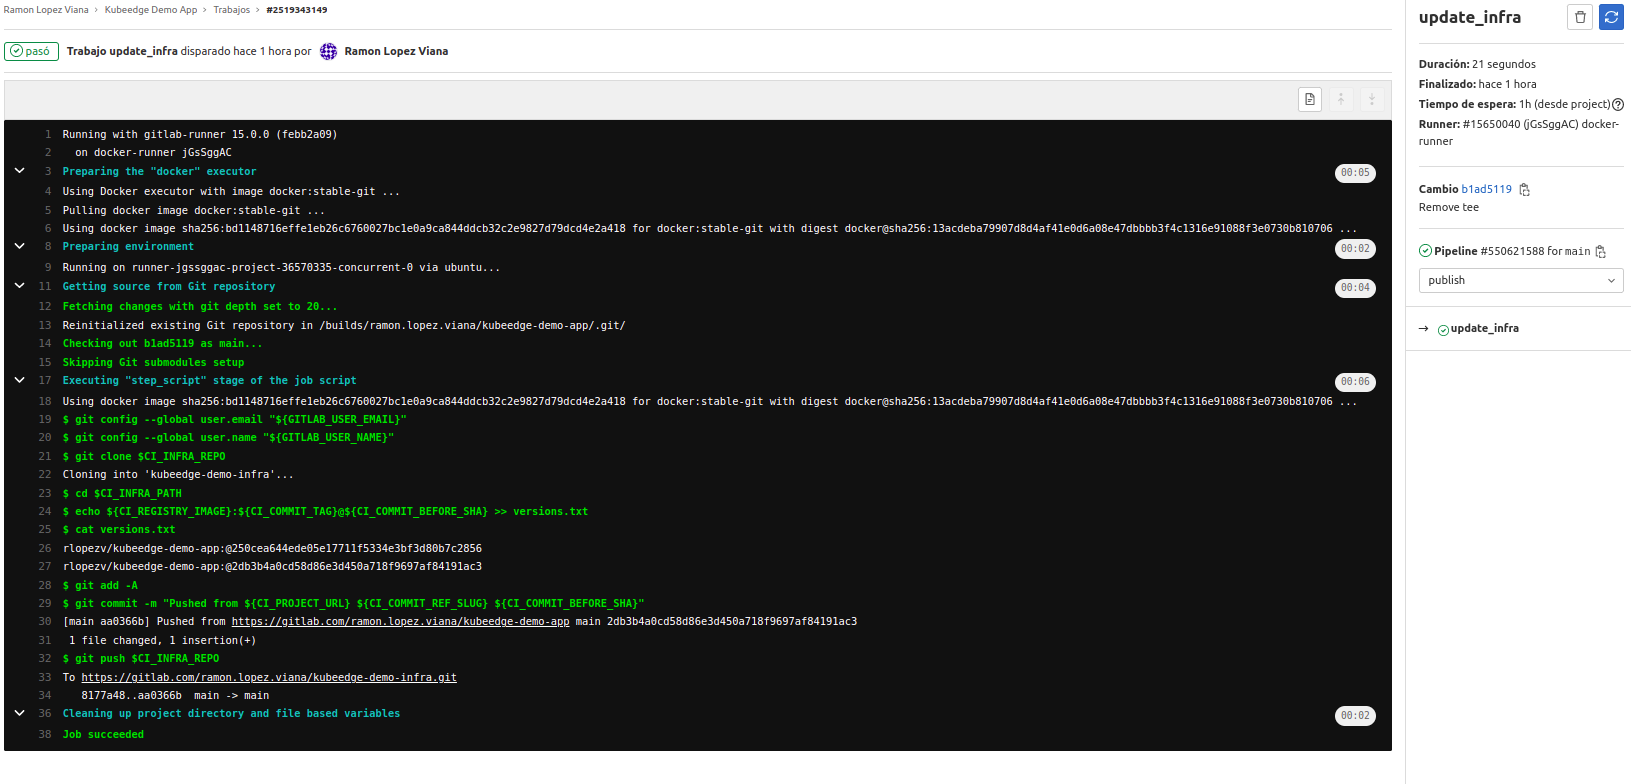 Ramon Lopez Viana > Kubeedge Demo App > Trabajos > #2519343149
pasó Trabajo update_infra disparado hace 1 hora por Ramon Lopez Viana
1 Running with gitlab-runner 15.0.0 (febb2a09)
2 on docker-runner jGsSggAC
3 Preparing the "docker" executor 00:05
4 Using Docker executor with image docker:stable-git ...
5 Pulling docker image docker:stable-git ...
6 Using docker image sha256:bd1148716effe1eb26c6760027bc1e0a9ca844ddcb32c2e9827d79dcd4e2a418 for docker:stable-git with digest docker@sha256:13acdeba79907d8d4af41e0d6a08e47dbbbb3f4c1316e91088f3e0730b810706 ...
8 Preparing environment 00:02
9 Running on runner-jgssggac-project-36570335-concurrent-0 via ubuntu...
11 Getting source from Git repository 00:04
12 Fetching changes with git depth set to 20...
13 Reinitialized existing Git repository in /builds/ramon.lopez.viana/kubeedge-demo-app/.git/
14 Checking out b1ad5119 as main...
15 Skipping Git submodules setup
17 Executing "step_script" stage of the job script 00:06
18 Using docker image sha256:bd1148716effe1eb26c6760027bc1e0a9ca844ddcb32c2e9827d79dcd4e2a418 for docker:stable-git with digest docker@sha256:13acdeba79907d8d4af41e0d6a08e47dbbbb3f4c1316e91088f3e0730b810706 ...
19 $ git config --global user.email "${GITLAB_USER_EMAIL}"
20 $ git config --global user.name "${GITLAB_USER_NAME}"
21 $ git clone $CI_INFRA_REPO
22 Cloning into 'kubeedge-demo-infra'...
23 $ cd $CI_INFRA_PATH
24 $ echo ${CI_REGISTRY_IMAGE}:${CI_COMMIT_TAG}@${CI_COMMIT_BEFORE_SHA} >> versions.txt
25 $ cat versions.txt
26 rlopezv/kubeedge-demo-app:@250cea644ede05e17711f5334e3bf3d80b7c2856
27 rlopezv/kubeedge-demo-app:@2db3b4a0cd58d86e3d450a718f9697af84191ac3
28 $ git add -A
29 $ git commit -m "Pushed from ${CI_PROJECT_URL} ${CI_COMMIT_REF_SLUG} ${CI_COMMIT_BEFORE_SHA}"
30 [main aa0366b] Pushed from https://gitlab.com/ramon.lopez.viana/kubeedge-demo-app main 2db3b4a0cd58d86e3d450a718f9697af84191ac3
31 1 file changed, 1 insertion(+)
32 $ git push $CI_INFRA_REPO
33 To https://gitlab.com/ramon.lopez.viana/kubeedge-demo-infra.git
34 8177a48..aa0366b main -> main
36 Cleaning up project directory and file based variables 00:02
38 Job succeeded
update_infra
Duración: 21 segundos
Finalizado: hace 1 hora
Tiempo de espera: 1h (desde project)
Runner: #15650040 (jGsSggAC) docker-
runner
Cambio b1ad5119
Remove tee
Pipeline #550621588 for main
publish
→ update_infra